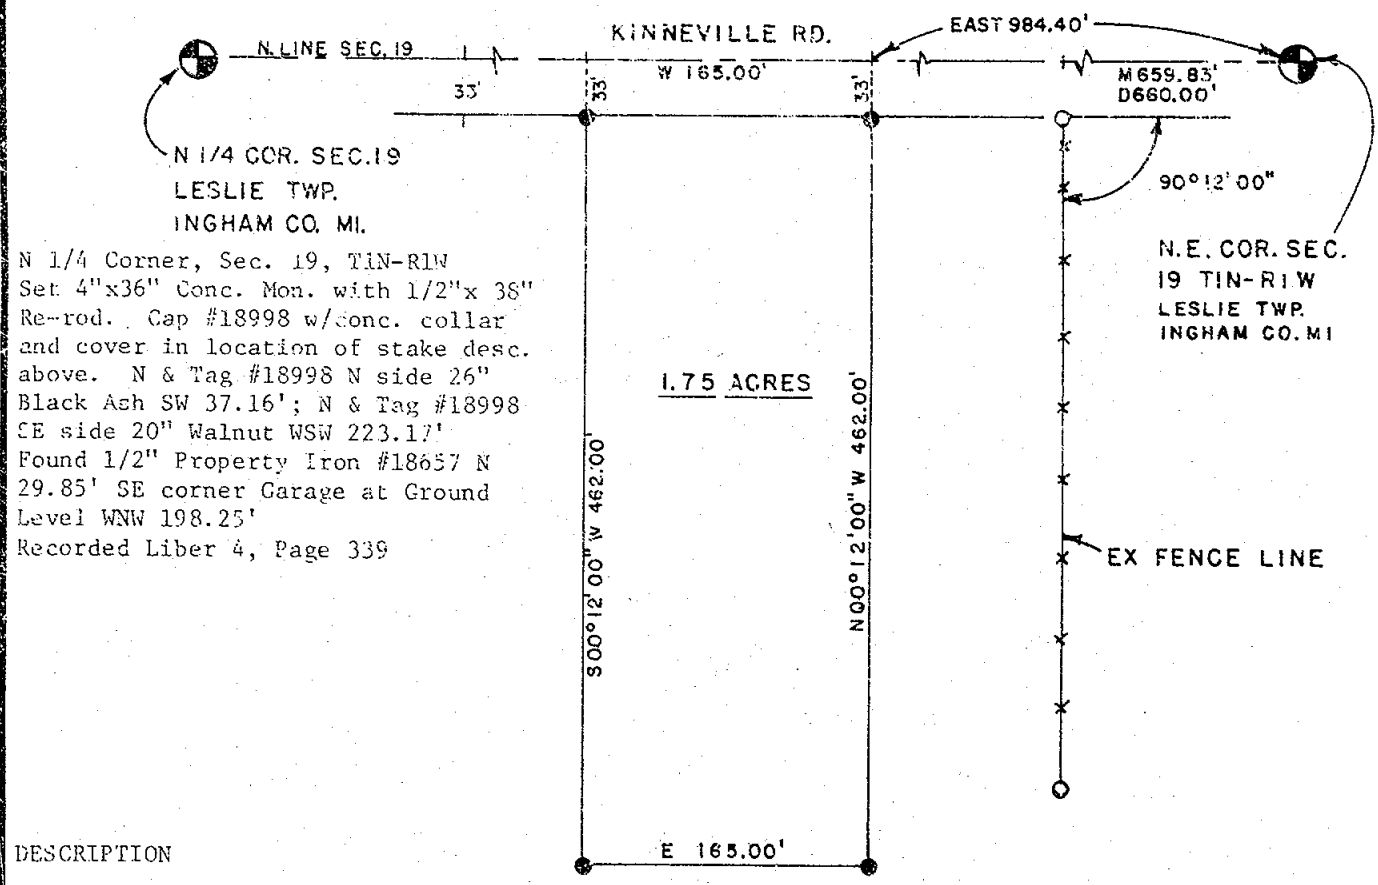 KINNEVILLE RD.
EAST 984.40'
N. LINE SEC. 19
W 165.00'
M 659.83'
D660.00'
33'
33'
33'
N 1/4 COR. SEC. 19
LESLIE TWP.
INGHAM CO. MI.
90°12'00"
N.E. COR. SEC.
19 T1N-R1W
LESLIE TWP.
INGHAM CO. MI
N 1/4 Corner, Sec. 19, T1N-R1W
Set 4"x36" Conc. Mon. with 1/2"x 38"
Re-rod. Cap #18998 w/conc. collar
and cover in location of stake desc.
above. N & Tag #18998 N side 26"
Black Ash SW 37.16'; N & Tag #18998
SE side 20" Walnut WSW 223.17'
Found 1/2" Property Iron #18657 N
29.85' SE corner Garage at Ground
Level WNW 198.25'
Recorded Liber 4, Page 339
1.75 ACRES
S00°12'00" W 462.00'
N00°12'00" W 462.00'
EX FENCE LINE
E 165.00'
DESCRIPTION